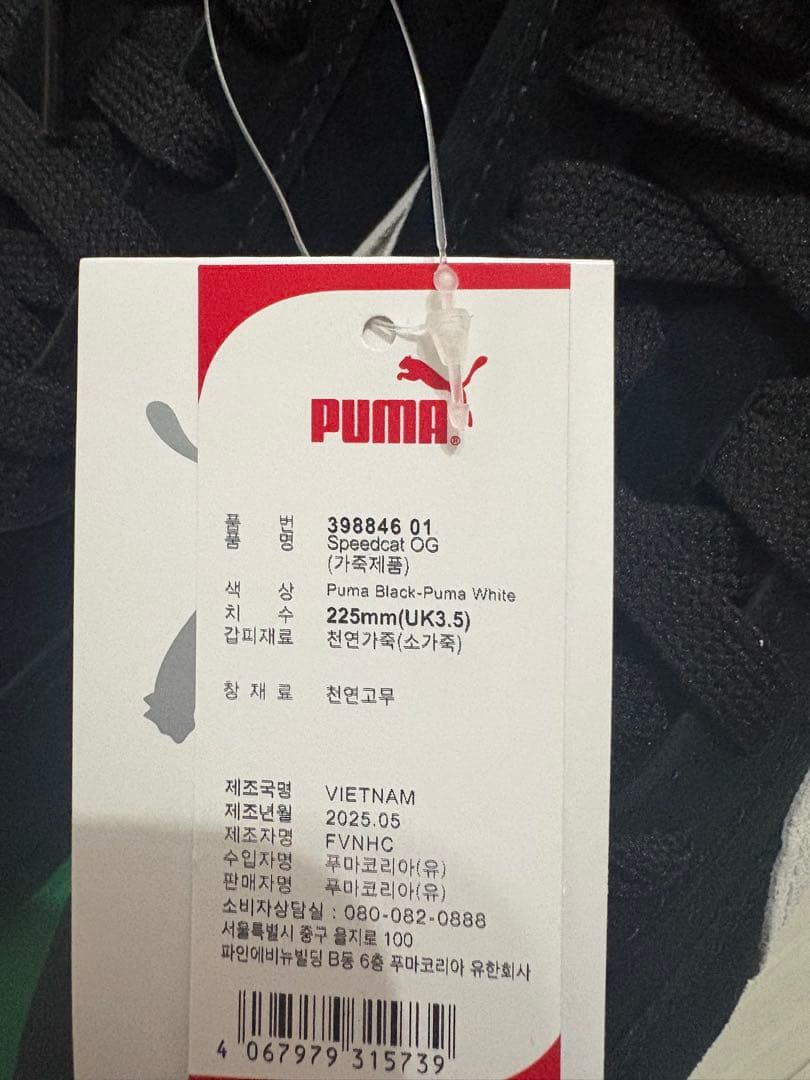 PUMA®
품 번 398846 01
품 명 Speedcat OG
(가죽제품)
색 상 Puma Black-Puma White
치 수 225mm(UK3.5)
갑피재료 천연가죽(소가죽)
창 재 료 천연고무
제조국명 VIETNAM
제조년월 2025.05
제조자명 FVNHC
수입자명 푸마코리아(유)
판매자명 푸마코리아(유)
소비자상담실 : 080-082-0888
서울특별시 중구 을지로 100
파인에비뉴빌딩 B동 6층 푸마코리아 유한회사
4 067979 315739